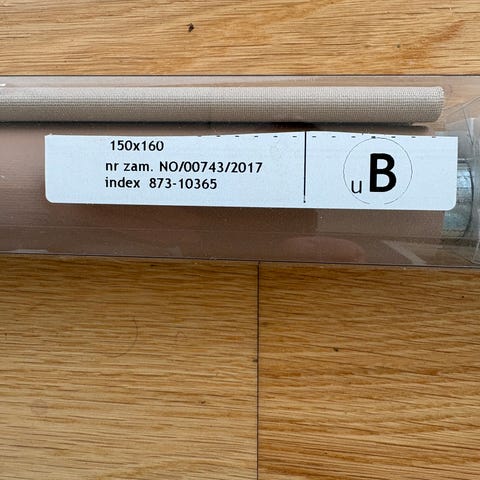 150x160
nr zam. NO/00743/2017
index 873-10365
uB